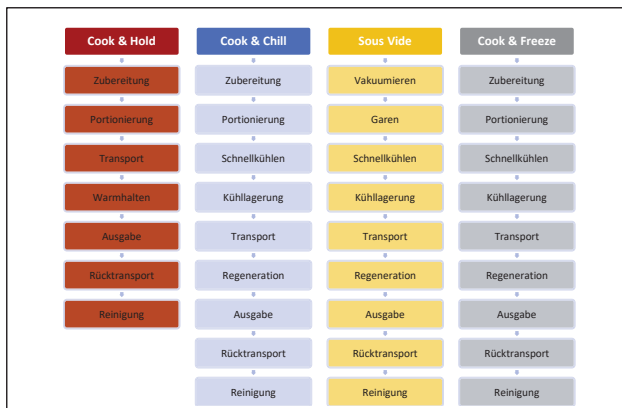 Cook & Hold
Zubereitung
Portionierung
Transport
Warmhalten
Ausgabe
Rücktransport
Reinigung
Cook & Chill
Zubereitung
Portionierung
Schnellkühlen
Kühllagerung
Transport
Regeneration
Ausgabe
Rücktransport
Reinigung
Sous Vide
Vakuumieren
Garen
Schnellkühlen
Kühllagerung
Transport
Regeneration
Ausgabe
Rücktransport
Reinigung
Cook & Freeze
Zubereitung
Portionierung
Schnellkühlen
Kühllagerung
Transport
Regeneration
Ausgabe
Rücktransport
Reinigung